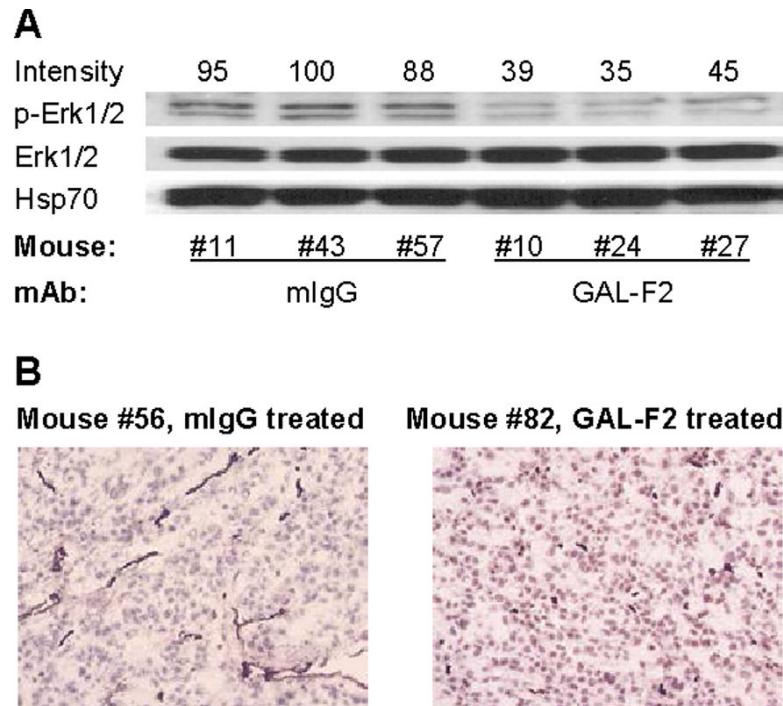 A
Intensity 95 100 88 39 35 45
p-Erk1/2
Erk1/2
Hsp70
Mouse: #11 #43 #57 #10 #24 #27
mAb: mIgG GAL-F2
B
Mouse #56, mIgG treated Mouse #82, GAL-F2 treated